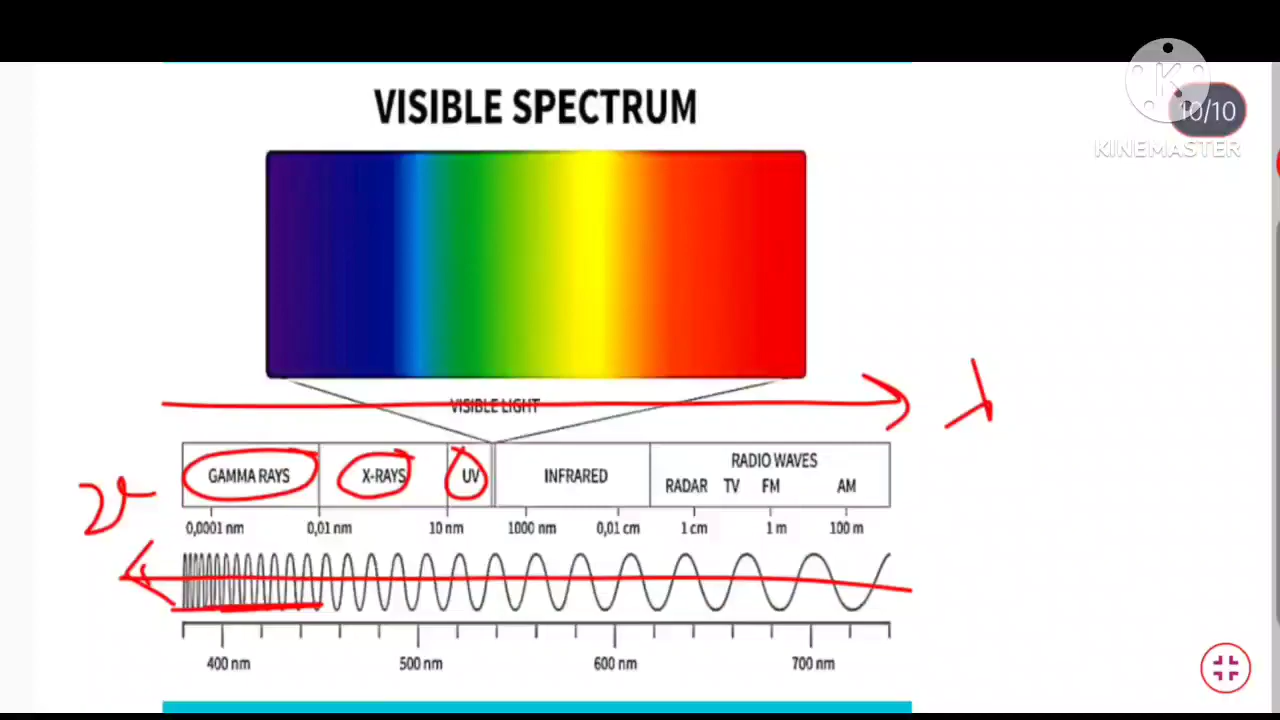 10/10
KINEMASTER
VISIBLE SPECTRUM
VISIBLE LIGHT
λ
GAMMA RAYS X-RAYS UV INFRARED RADIO WAVES
RADAR TV FM AM
ν
0,0001 nm 0,01 nm 10 nm 1000 nm 0,01 cm 1 cm 1 m 100 m
400 nm 500 nm 600 nm 700 nm